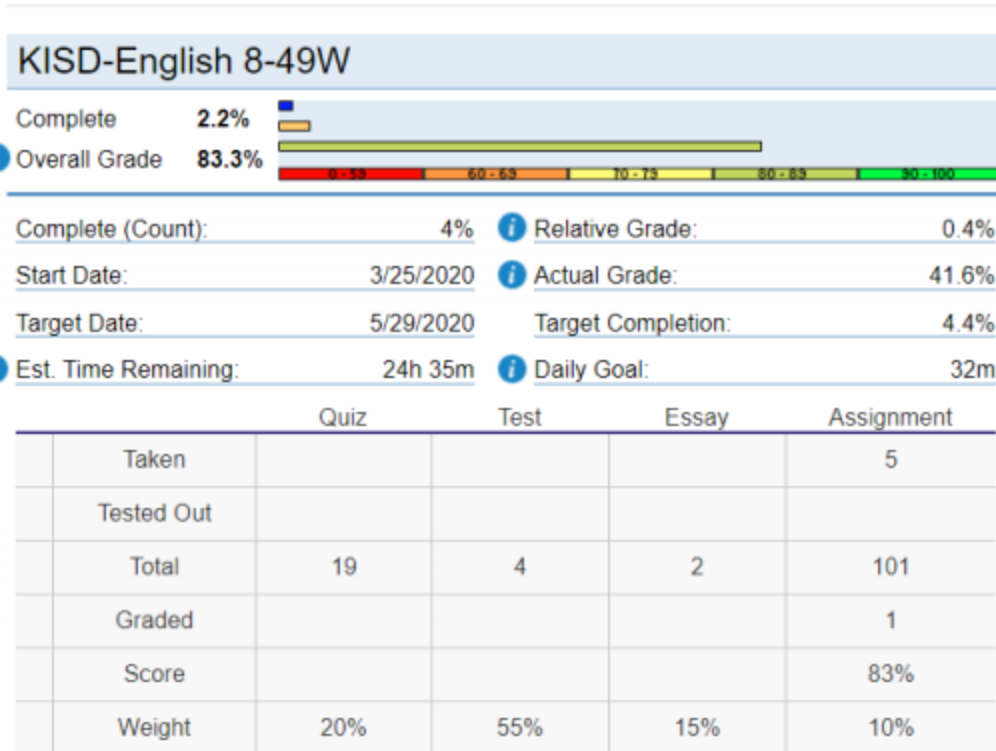 KISD-English 8-49W
Complete 2.2%
Overall Grade 83.3%
0 - 59 60 - 69 70 - 79 80 - 89 90 - 100
Complete (Count): 4% i Relative Grade: 0.4%
Start Date: 3/25/2020 i Actual Grade: 41.6%
Target Date: 5/29/2020 Target Completion: 4.4%
Est. Time Remaining: 24h 35m i Daily Goal: 32m
Quiz Test Essay Assignment
Taken 5
Tested Out
Total 19 4 2 101
Graded 1
Score 83%
Weight 20% 55% 15% 10%